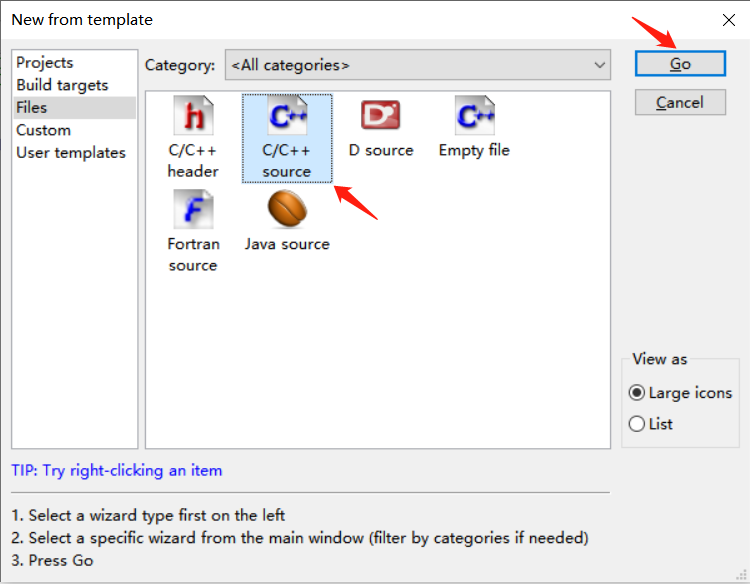 New from template
Projects
Build targets
Files
Custom
User templates
Category:
<All categories>
Go
Cancel
C/C++
header
C/C++
source
D source
Empty file
Fortran
source
Java source
View as
Large icons
List
TIP: Try right-clicking an item
1. Select a wizard type first on the left
2. Select a specific wizard from the main window (filter by categories if needed)
3. Press Go